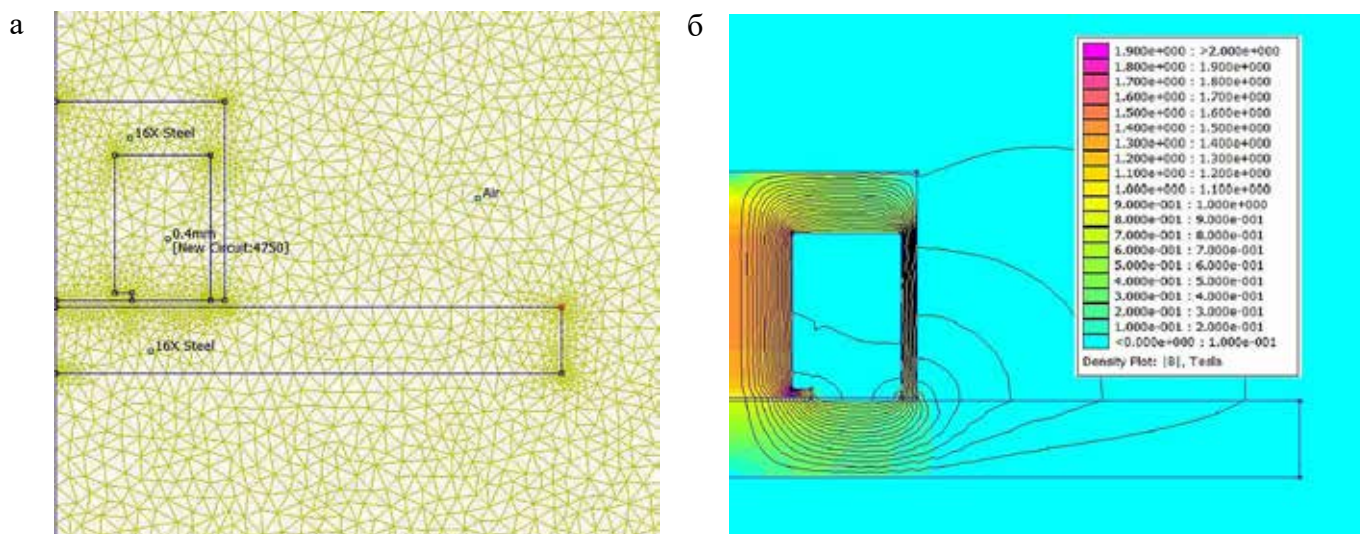 а
16X Steel
Air
0.4mm
[New Circuit:4750]
16X Steel
б
1.900e+000 : >2.000e+000
1.800e+000 : 1.900e+000
1.700e+000 : 1.800e+000
1.600e+000 : 1.700e+000
1.500e+000 : 1.600e+000
1.400e+000 : 1.500e+000
1.300e+000 : 1.400e+000
1.200e+000 : 1.300e+000
1.100e+000 : 1.200e+000
1.000e+000 : 1.100e+000
9.000e-001 : 1.000e+000
8.000e-001 : 9.000e-001
7.000e-001 : 8.000e-001
6.000e-001 : 7.000e-001
5.000e-001 : 6.000e-001
4.000e-001 : 5.000e-001
3.000e-001 : 4.000e-001
2.000e-001 : 3.000e-001
1.000e-001 : 2.000e-001
<0.000e+000 : 1.000e-001
Density Plot: |B|, Tesla